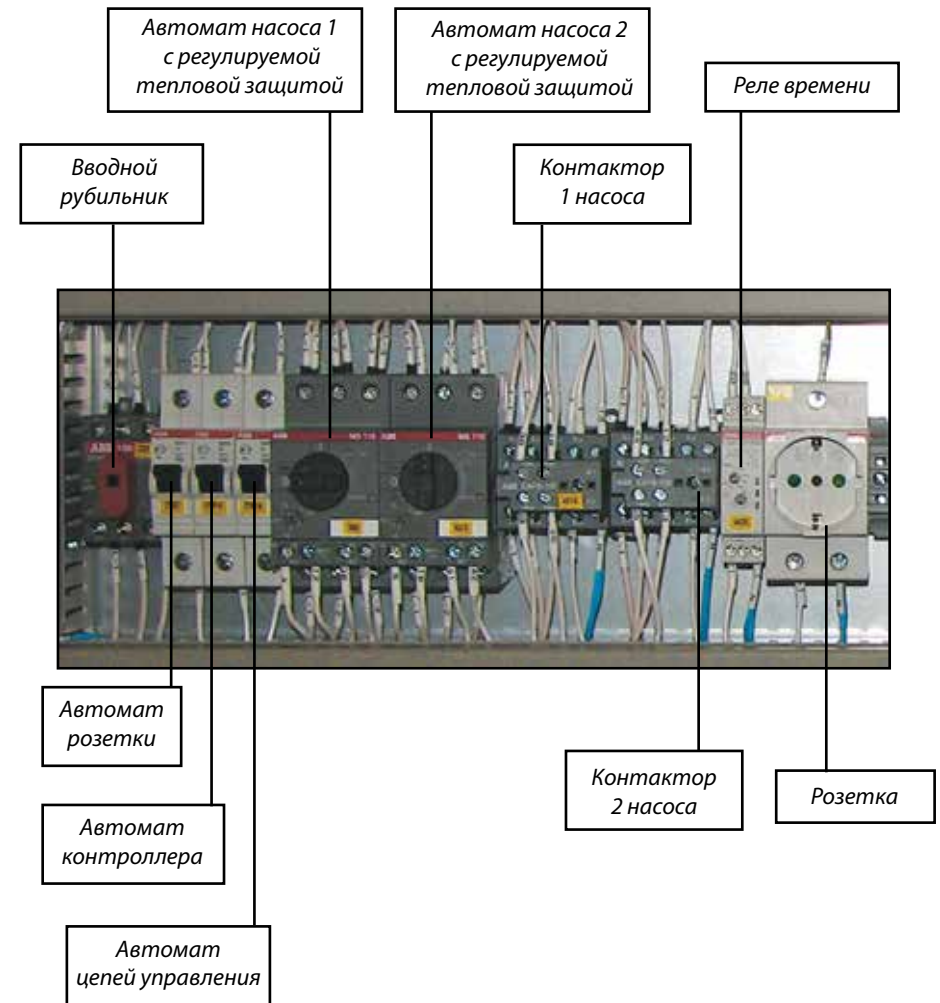 Автомат насоса 1
с регулируемой
тепловой защитой
Автомат насоса 2
с регулируемой
тепловой защитой
Реле времени
Вводной
рубильник
Контактор
1 насоса
ABB
Автомат
розетки
Контактор
2 насоса
Розетка
Автомат
контроллера
Автомат
цепей управления